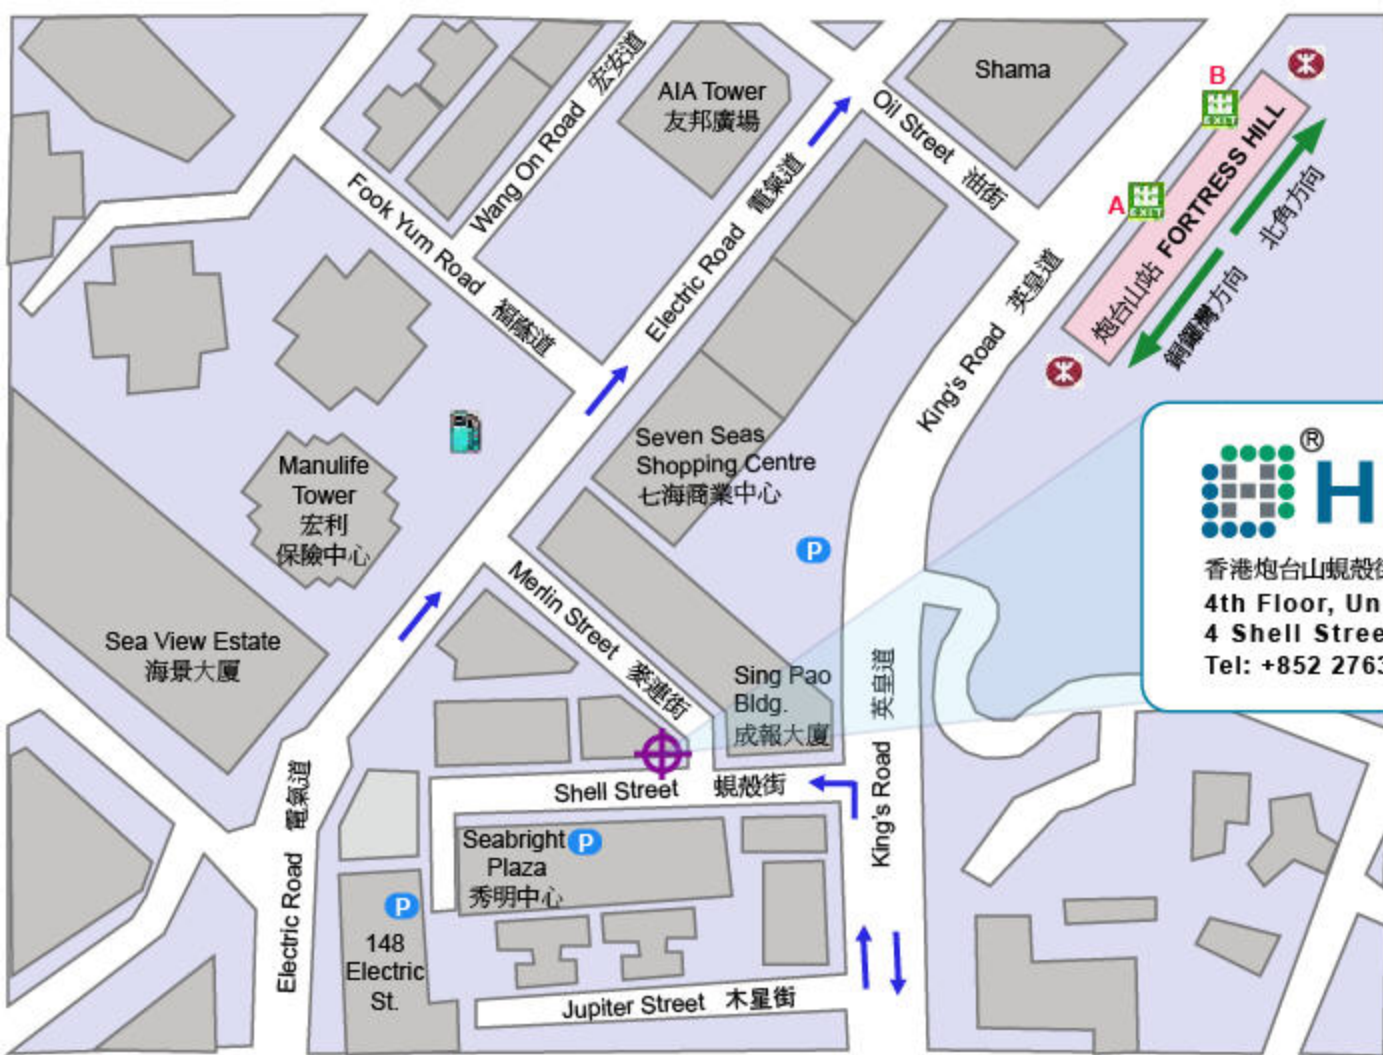 Shama
B
EXIT
A
EXIT
炮台山站 FORTRESS HILL
北角方向
銅鑼灣方向
AIA Tower
友邦廣場
Wang On Road 宏安道
Oil Street 油街
Fook Yum Road 福蔭道
Electric Road 電氣道
King's Road 英皇道
Seven Seas
Shopping Centre
七海商業中心
P
Manulife
Tower
宏利
保險中心
Sea View Estate
海景大廈
Merlin Street 麥連街
Sing Pao
Bldg.
成報大廈
King's Road 英皇道
Shell Street 蜆殼街
Seabright P
Plaza
秀明中心
Electric Road 電氣道
P
148
Electric
St.
Jupiter Street 木星街
® H
香港炮台山蜆殼街
4th Floor, Un
4 Shell Stree
Tel: +852 2763